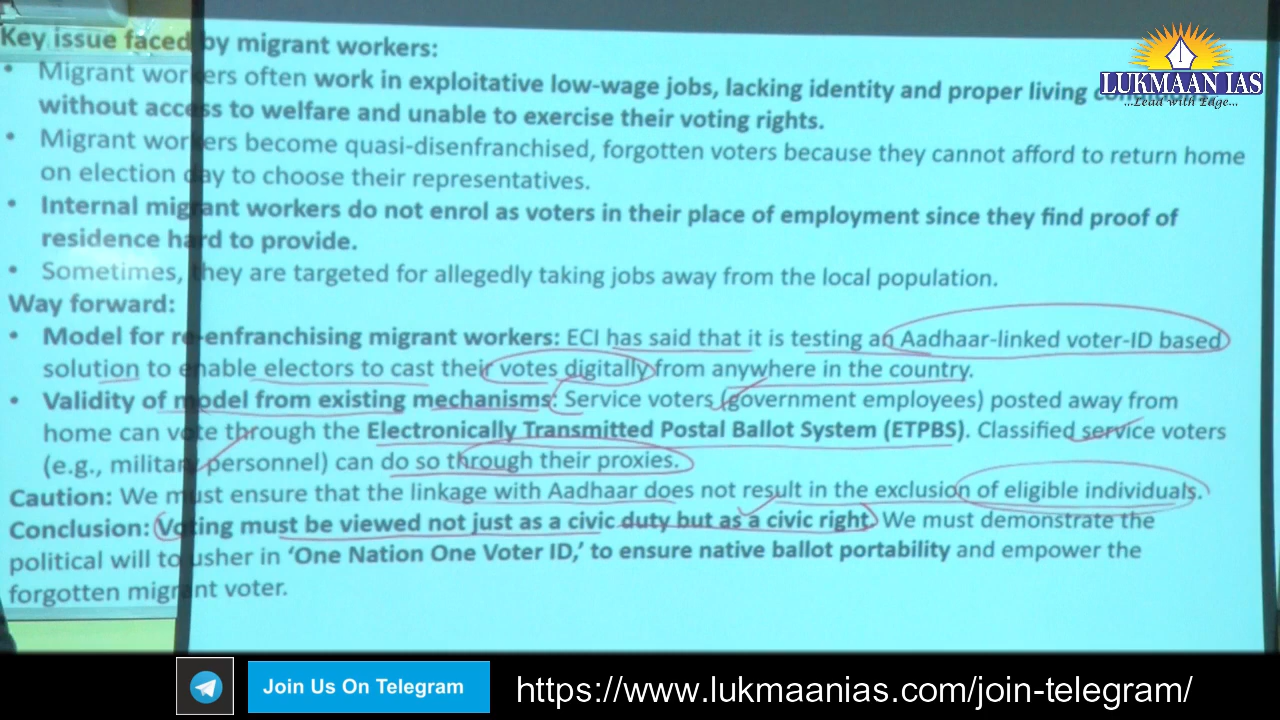 Key issue faced by migrant workers:
• Migrant workers often work in exploitative low-wage jobs, lacking identity and proper living
without access to welfare and unable to exercise their voting rights.
• Migrant workers become quasi-disenfranchised, forgotten voters because they cannot afford to return home
on election day to choose their representatives.
• Internal migrant workers do not enrol as voters in their place of employment since they find proof of
residence hard to provide.
• Sometimes, they are targeted for allegedly taking jobs away from the local population.
Way forward:
• Model for re-enfranchising migrant workers: ECI has said that it is testing an Aadhaar-linked voter-ID based
solution to enable electors to cast their votes digitally from anywhere in the country.
• Validity of model from existing mechanisms: Service voters (government employees) posted away from
home can vote through the Electronically Transmitted Postal Ballot System (ETPBS). Classified service voters
(e.g., military personnel) can do so through their proxies.
Caution: We must ensure that the linkage with Aadhaar does not result in the exclusion of eligible individuals.
Conclusion: Voting must be viewed not just as a civic duty but as a civic right. We must demonstrate the
political will to usher in ‘One Nation One Voter ID,’ to ensure native ballot portability and empower the
forgotten migrant voter.
LUKMAAN IAS
...Lead with Edge...
Join Us On Telegram
https://www.lukmaanias.com/join-telegram/